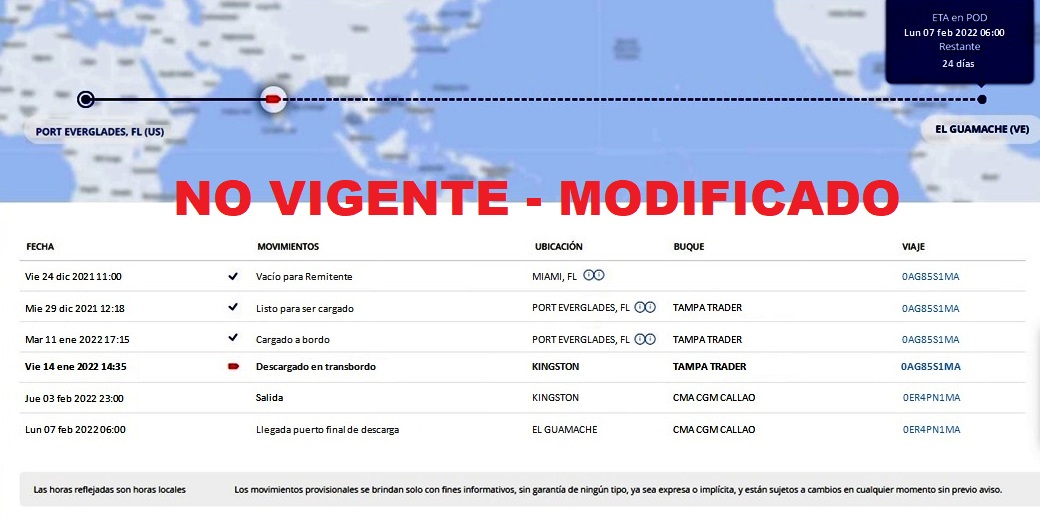 ETA en POD
Lun 07 feb 2022 06:00
Restante
24 días
PORT EVERGLADES, FL (US)
EL GUAMACHE (VE)
NO VIGENTE - MODIFICADO
FECHA MOVIMIENTOS UBICACIÓN BUQUE VIAJE
Vie 24 dic 2021 11:00 Vacío para Remitente MIAMI, FL 0AG85S1MA
Mie 29 dic 2021 12:18 Listo para ser cargado PORT EVERGLADES, FL TAMPA TRADER 0AG85S1MA
Mar 11 ene 2022 17:15 Cargado a bordo PORT EVERGLADES, FL TAMPA TRADER 0AG85S1MA
Vie 14 ene 2022 14:35 Descargado en transbordo KINGSTON TAMPA TRADER 0AG85S1MA
Jue 03 feb 2022 23:00 Salida KINGSTON CMA CGM CALLAO 0ER4PN1MA
Lun 07 feb 2022 06:00 Llegada puerto final de descarga EL GUAMACHE CMA CGM CALLAO 0ER4PN1MA
Las horas reflejadas son horas locales Los movimientos provisionales se brindan solo con fines informativos, sin garantía de ningún tipo, ya sea expresa o implícita, y están sujetos a cambios en cualquier momento sin previo aviso.